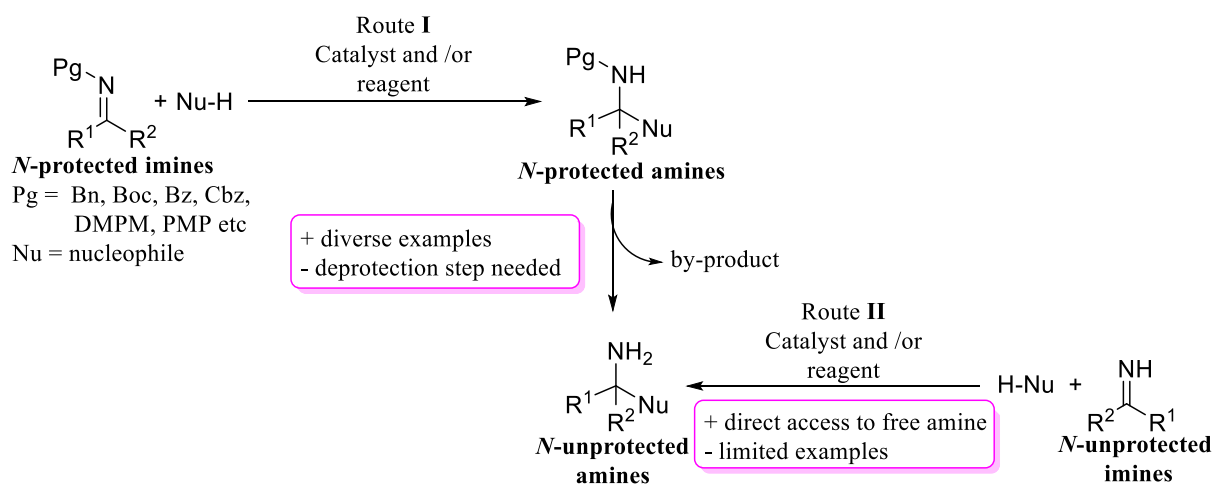 Route I
Catalyst and /or
reagent
Pg
N
R1
R2
+ Nu-H
Pg
NH
R1
R2
Nu
N-protected imines
Pg = Bn, Boc, Bz, Cbz,
DMPM, PMP etc
Nu = nucleophile
N-protected amines
+ diverse examples
- deprotection step needed
by-product
Route II
Catalyst and /or
reagent
NH2
R1
R2
Nu
H-Nu +
NH
R2
R1
+ direct access to free amine
- limited examples
N-unprotected
amines
N-unprotected
imines